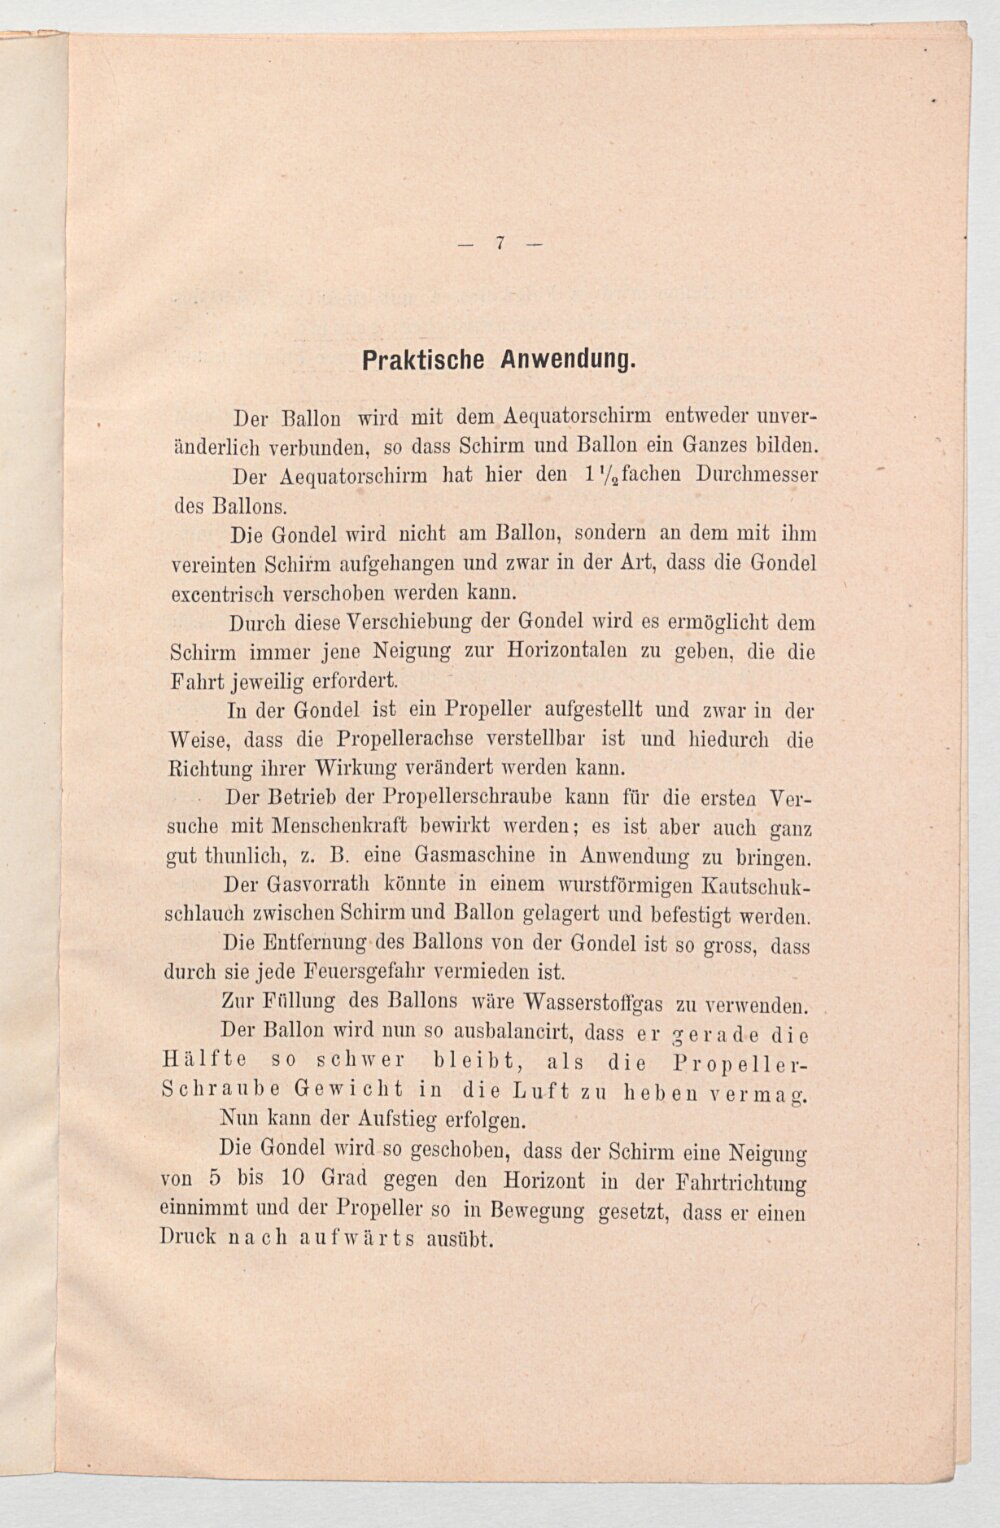 — 7 —
Praktische Anwendung.
Der Ballon wird mit dem Aequatorschirm entweder unver-
änderlich verbunden, so dass Schirm und Ballon ein Ganzes bilden.
Der Aequatorschirm hat hier den 1 1/2 fachen Durchmesser
des Ballons.
Die Gondel wird nicht am Ballon, sondern an dem mit ihm
vereinten Schirm aufgehangen und zwar in der Art, dass die Gondel
excentrisch verschoben werden kann.
Durch diese Verschiebung der Gondel wird es ermöglicht dem
Schirm immer jene Neigung zur Horizontalen zu geben, die die
Fahrt jeweilig erfordert.
In der Gondel ist ein Propeller aufgestellt und zwar in der
Weise, dass die Propellerachse verstellbar ist und hiedurch die
Richtung ihrer Wirkung verändert werden kann.
Der Betrieb der Propellerschraube kann für die ersten Ver-
suche mit Menschenkraft bewirkt werden; es ist aber auch ganz
gut thunlich, z. B. eine Gasmaschine in Anwendung zu bringen.
Der Gasvorrath könnte in einem wurstförmigen Kautschuk-
schlauch zwischen Schirm und Ballon gelagert und befestigt werden.
Die Entfernung des Ballons von der Gondel ist so gross, dass
durch sie jede Feuersgefahr vermieden ist.
Zur Füllung des Ballons wäre Wasserstoffgas zu verwenden.
Der Ballon wird nun so ausbalancirt, dass er gerade die
Hälfte so schwer bleibt, als die Propeller-
Schraube Gewicht in die Luft zu heben vermag.
Nun kann der Aufstieg erfolgen.
Die Gondel wird so geschoben, dass der Schirm eine Neigung
von 5 bis 10 Grad gegen den Horizont in der Fahrtrichtung
einnimmt und der Propeller so in Bewegung gesetzt, dass er einen
Druck nach aufwärts ausübt.